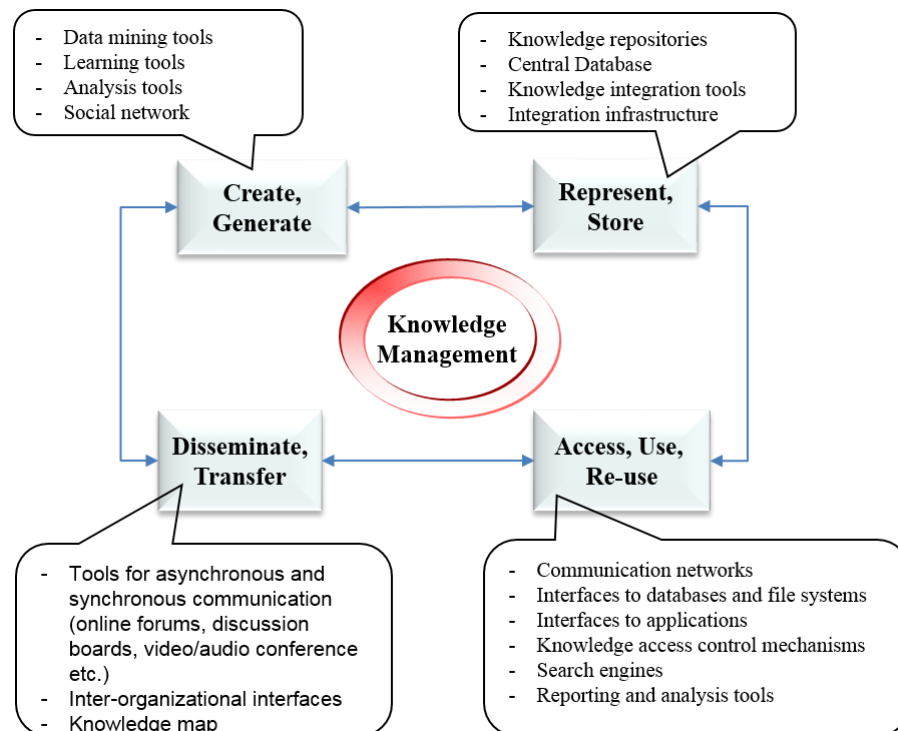 - Data mining tools
- Learning tools
- Analysis tools
- Social network
- Knowledge repositories
- Central Database
- Knowledge integration tools
- Integration infrastructure
Create,
Generate
Represent,
Store
Knowledge
Management
Disseminate,
Transfer
Access, Use,
Re-use
- Tools for asynchronous and
synchronous communication
(online forums, discussion
boards, video/audio conference
etc.)
- Inter-organizational interfaces
- Knowledge map
- Communication networks
- Interfaces to databases and file systems
- Interfaces to applications
- Knowledge access control mechanisms
- Search engines
- Reporting and analysis tools